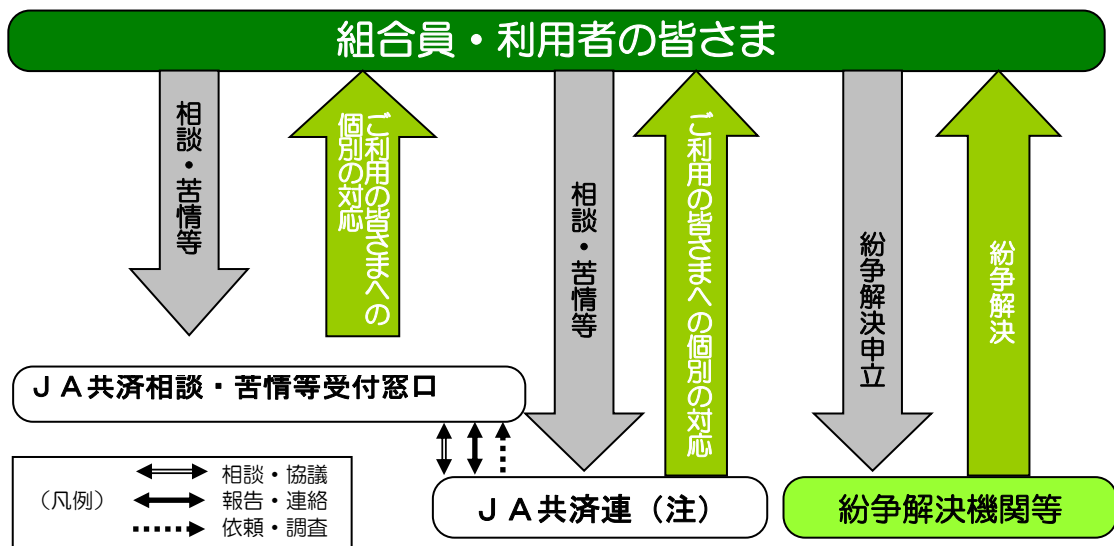 組合員・利用者の皆さま
相談・苦情等
ご利用の皆さまへの
個別の対応
相談・苦情等
ご利用の皆さまへの個別の対応
紛争解決申立
紛争解決
ＪＡ共済相談・苦情等受付窓口
（凡例）
相談・協議
報告・連絡
依頼・調査
ＪＡ共済連（注）
紛争解決機関等